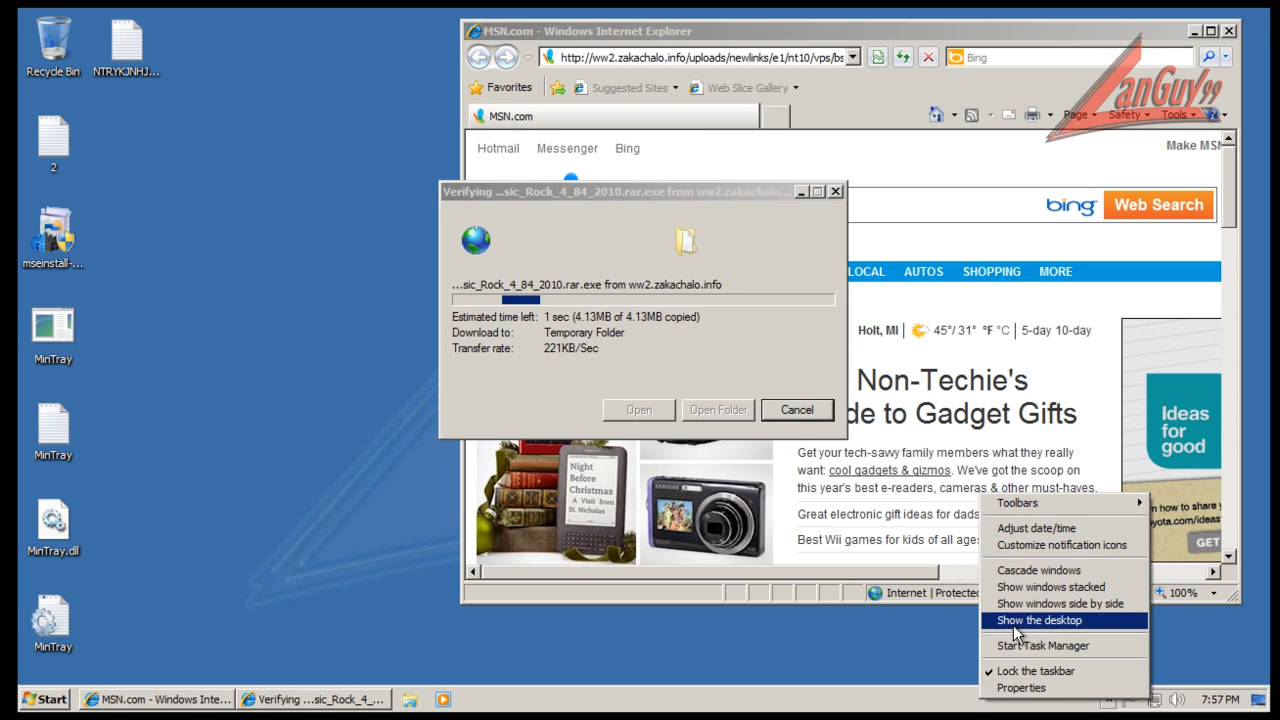 Recycle Bin
NTRYKJNHJ...
2
mseinstall-...
MinTray
MinTray
MinTray.dll
MinTray
MSN.com - Windows Internet Explorer
http://ww2.zakachalo.info/uploads/newlinks/e1/nt10/vps/bs
Bing
Favorites
Suggested Sites
Web Slice Gallery
MSN.com
Page
Safety
Tools
LanGuy99
Hotmail
Messenger
Bing
Make MSN
Verifying ...sic_Rock_4_84_2010.rar.exe from ww2.zakachalo....
bing
Web Search
...sic_Rock_4_84_2010.rar.exe from ww2.zakachalo.info
Estimated time left: 1 sec (4.13MB of 4.13MB copied)
Download to: Temporary Folder
Transfer rate: 221KB/Sec
Open
Open Folder
Cancel
LOCAL
AUTOS
SHOPPING
MORE
Holt, MI
45°/ 31° °F °C
5-day 10-day
Non-Techie's
de to Gadget Gifts
Get your tech-savvy family members what they really
want: cool gadgets & gizmos. We've got the scoop on
this year's best e-readers, cameras & other must-haves.
Great electronic gift ideas for dads
Best Wii games for kids of all ages
Night
Before
Christmas
A Visit from
St. Nicholas
SAMSUNG
Ideas
for
good
n how to share y
oyota.com/ideas
GET
Toolbars
Adjust date/time
Customize notification icons
Cascade windows
Show windows stacked
Show windows side by side
Show the desktop
Start Task Manager
Lock the taskbar
Properties
Internet | Protected
100%
Start
MSN.com - Windows Inte...
Verifying ...sic_Rock_4_...
7:57 PM